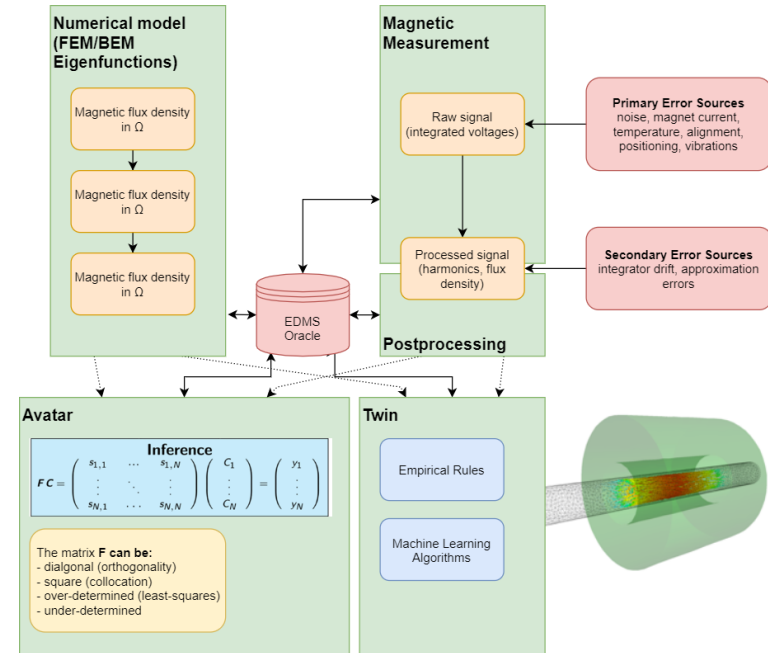 Numerical model
(FEM/BEM
Eigenfunctions)
Magnetic flux density
in Ω
Magnetic flux density
in Ω
Magnetic flux density
in Ω
Magnetic
Measurement
Raw signal
(integrated voltages)
Processed signal
(harmonics, flux
density)
Postprocessing
Primary Error Sources
noise, magnet current,
temperature, alignment,
positioning, vibrations
Secondary Error Sources
integrator drift, approximation
errors
EDMS
Oracle
Avatar
Inference
s1,1 … s1,N C1 y1
F C = ⋮ ⋱ ⋮ ⋮ = ⋮
sN,1 … sN,N CN yN
The matrix F can be:
- dialgonal (orthogonality)
- square (collocation)
- over-determined (least-squares)
- under-determined
Twin
Empirical Rules
Machine Learning
Algorithms